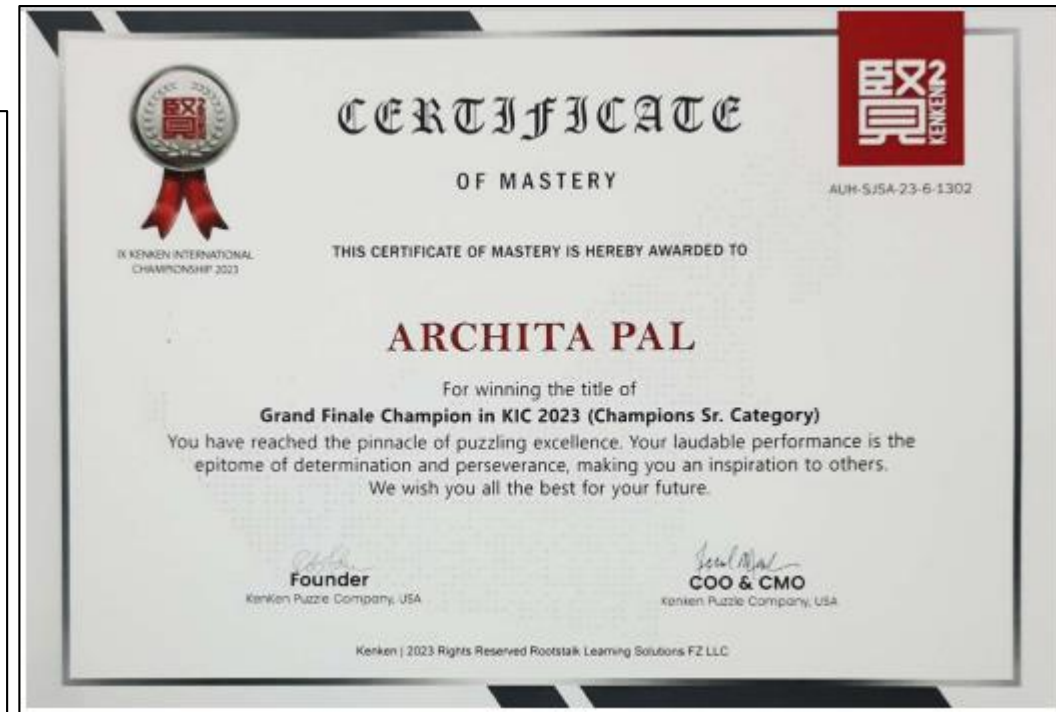 CERTIFICATE
OF MASTERY
賢2
KENKEN®
AUH-SJSA-23-6-1302
IX KENKEN INTERNATIONAL
CHAMPIONSHIP 2023
THIS CERTIFICATE OF MASTERY IS HEREBY AWARDED TO
ARCHITA PAL
For winning the title of
Grand Finale Champion in KIC 2023 (Champions Sr. Category)
You have reached the pinnacle of puzzling excellence. Your laudable performance is the
epitome of determination and perseverance, making you an inspiration to others.
We wish you all the best for your future.
Founder
KenKen Puzzle Company, USA
COO & CMO
Kenken Puzzle Company, USA
Kenken | 2023 Rights Reserved Rootstalk Learning Solutions FZ LLC